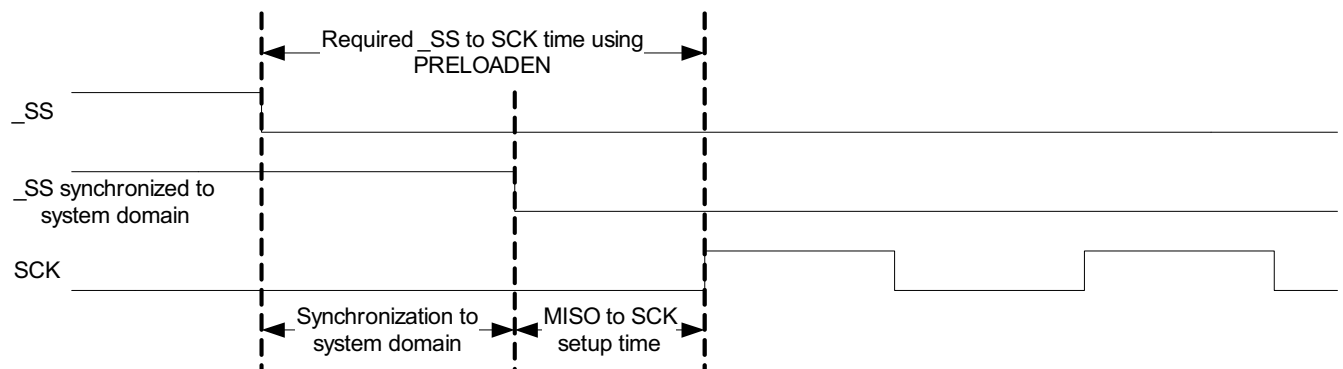 Required _SS to SCK time using
PRELOADEN
_SS
_SS synchronized to
system domain
SCK
Synchronization to
system domain
MISO to SCK
setup time